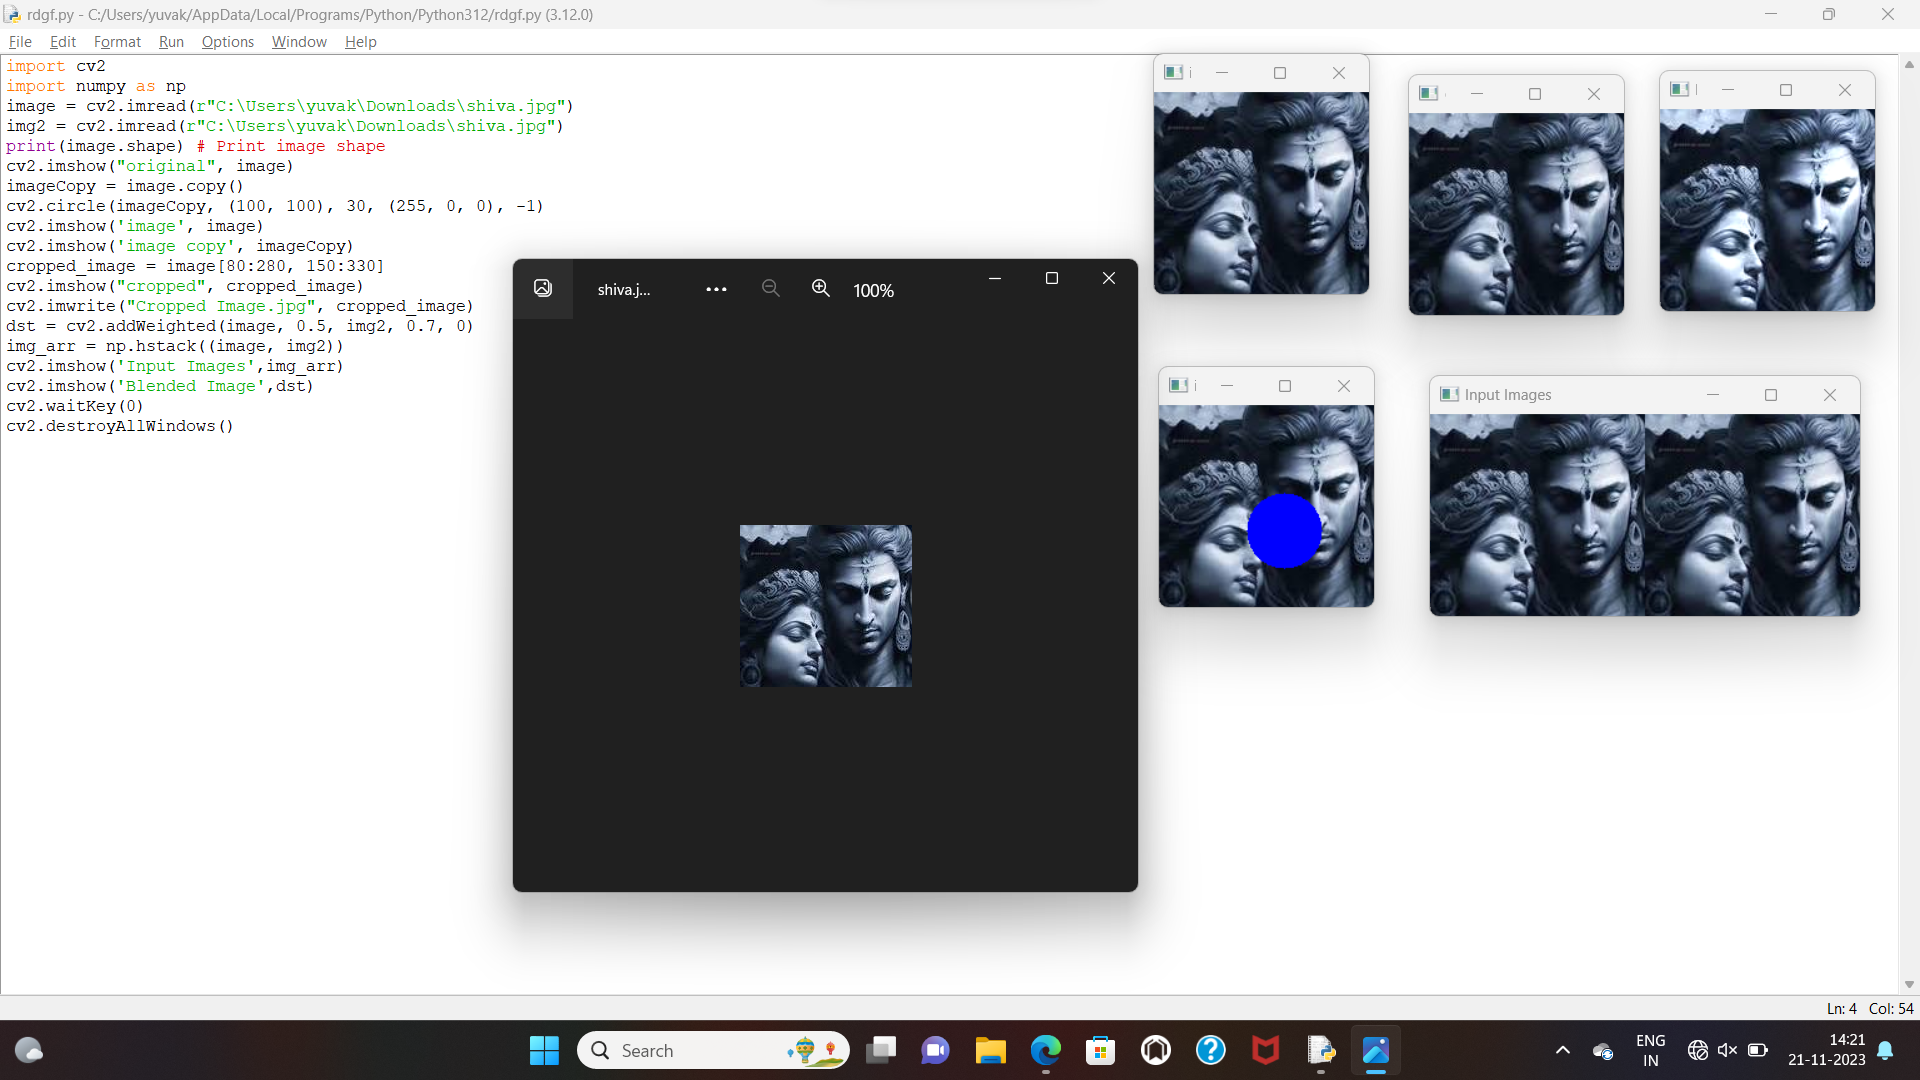 rdgf.py - C:/Users/yuvak/AppData/Local/Programs/Python/Python312/rdgf.py (3.12.0)
File Edit Format Run Options Window Help
import cv2
import numpy as np
image = cv2.imread(r"C:\Users\yuvak\Downloads\shiva.jpg")
img2 = cv2.imread(r"C:\Users\yuvak\Downloads\shiva.jpg")
print(image.shape) # Print image shape
cv2.imshow("original", image)
imageCopy = image.copy()
cv2.circle(imageCopy, (100, 100), 30, (255, 0, 0), -1)
cv2.imshow('image', image)
cv2.imshow('image copy', imageCopy)
cropped_image = image[80:280, 150:330]
cv2.imshow("cropped", cropped_image)
cv2.imwrite("Cropped Image.jpg", cropped_image)
dst = cv2.addWeighted(image, 0.5, img2, 0.7, 0)
img_arr = np.hstack((image, img2))
cv2.imshow('Input Images',img_arr)
cv2.imshow('Blended Image',dst)
cv2.waitKey(0)
cv2.destroyAllWindows()
shiva.j...
100%
Input Images
Ln: 4 Col: 54
Search
ENG
IN
14:21
21-11-2023